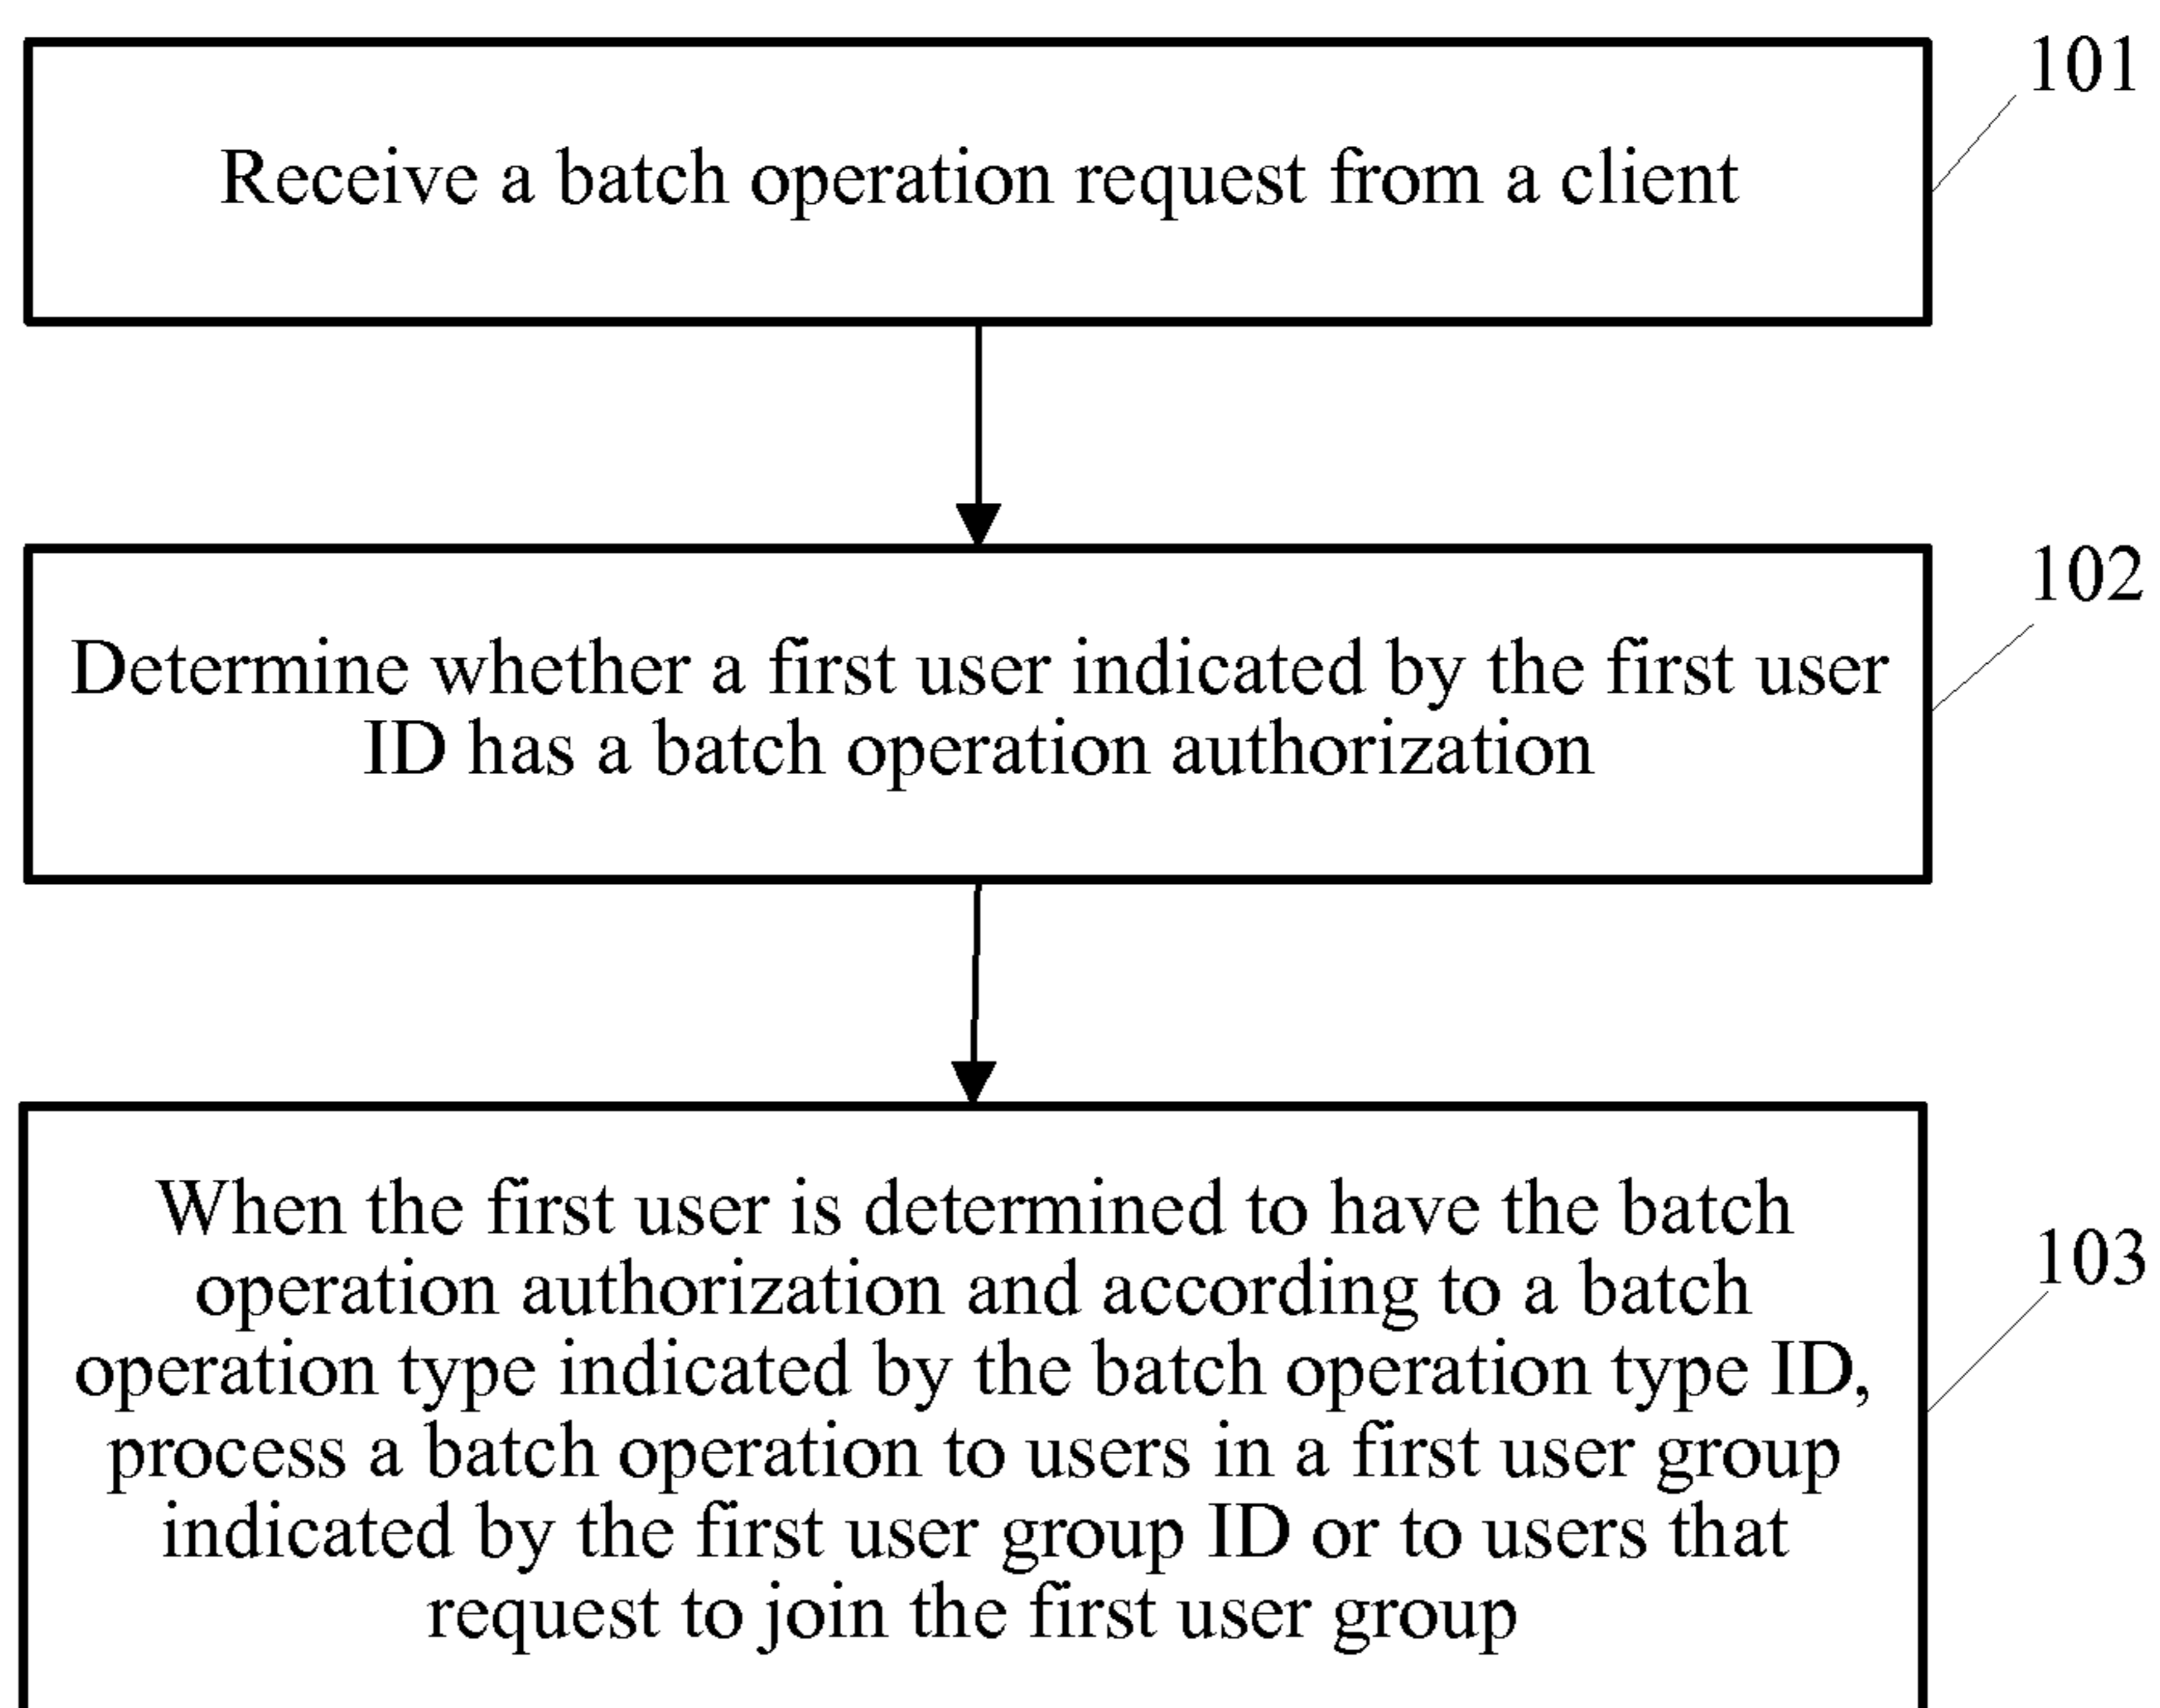 101
Receive a batch operation request from a client
102
Determine whether a first user indicated by the first user
ID has a batch operation authorization
When the first user is determined to have the batch
103
operation authorization and according to a batch
operation type indicated by the batch operation type ID,
process a batch operation to users in a first user group
indicated by the first user group ID or to users that
request to join the first user group